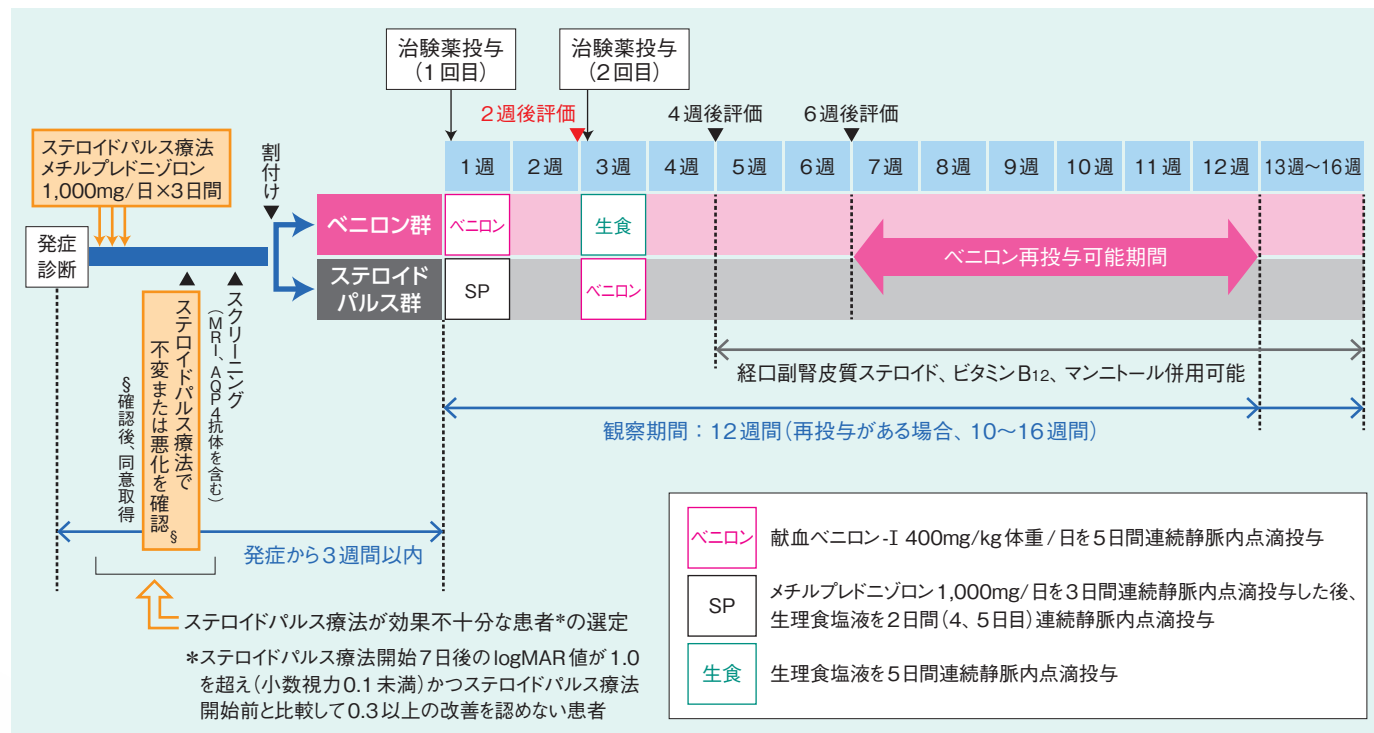 治験薬投与
(1回目)
治験薬投与
(2回目)
2週後評価
4週後評価
6週後評価
ステロイドパルス療法
メチルプレドニゾロン
1,000mg/日×3日間
割付け
1週
2週
3週
4週
5週
6週
7週
8週
9週
10週
11週
12週
13週~16週
発症
診断
ベニロン群
ベニロン
生食
ベニロン再投与可能期間
ステロイド
パルス群
SP
ベニロン
スクリーニング
(MRI、AQP4抗体を含む)
ステロイドパルス療法で
不変または悪化を確認§
§確認後、同意取得
経口副腎皮質ステロイド、ビタミンB12、マンニトール併用可能
観察期間:12週間(再投与がある場合、10~16週間)
発症から3週間以内
ステロイドパルス療法が効果不十分な患者*の選定
*ステロイドパルス療法開始7日後のlogMAR値が1.0
を超え(小数視力0.1未満)かつステロイドパルス療法
開始前と比較して0.3以上の改善を認めない患者
ベニロン 献血ベニロン-I 400mg/kg体重/日を5日間連続静脈内点滴投与
SP メチルプレドニゾロン1,000mg/日を3日間連続静脈内点滴投与した後、
生理食塩液を2日間(4、5日目)連続静脈内点滴投与
生食 生理食塩液を5日間連続静脈内点滴投与